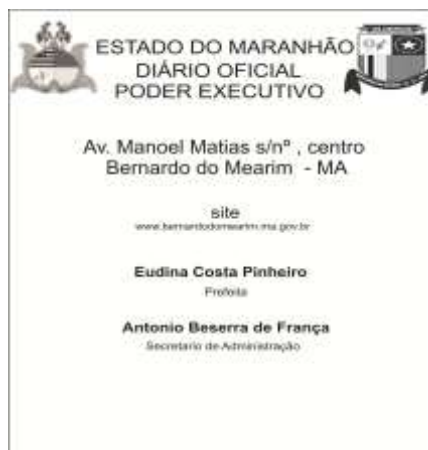 ESTADO DO MARANHÃO
DIÁRIO OFICIAL
PODER EXECUTIVO
Av. Manoel Matias s/nº , centro
Bernardo do Mearim - MA
site
www.bernardodomearim.ma.gov.br
Eudina Costa Pinheiro
Prefeita
Antonio Beserra de França
Secretario de Administração